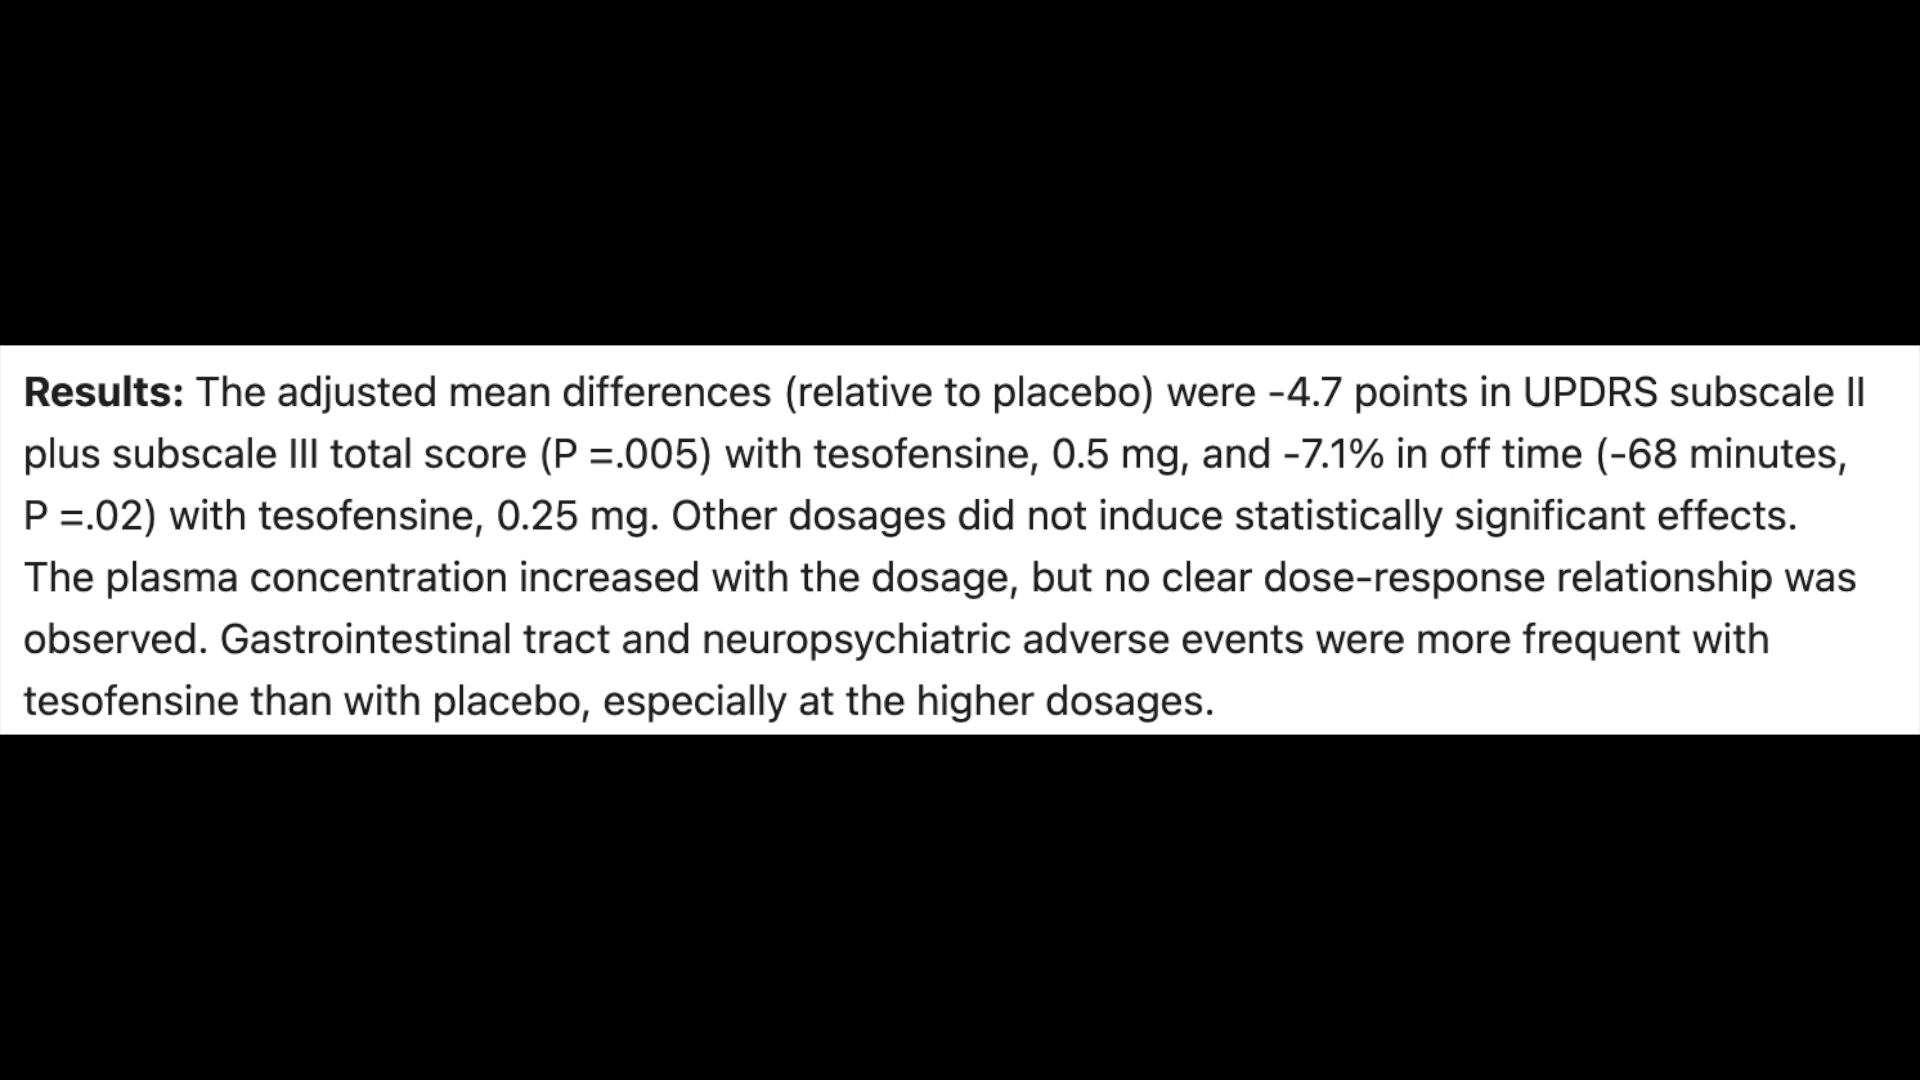 Results: The adjusted mean differences (relative to placebo) were -4.7 points in UPDRS subscale II
plus subscale III total score (P =.005) with tesofensine, 0.5 mg, and -7.1% in off time (-68 minutes,
P =.02) with tesofensine, 0.25 mg. Other dosages did not induce statistically significant effects.
The plasma concentration increased with the dosage, but no clear dose-response relationship was
observed. Gastrointestinal tract and neuropsychiatric adverse events were more frequent with
tesofensine than with placebo, especially at the higher dosages.